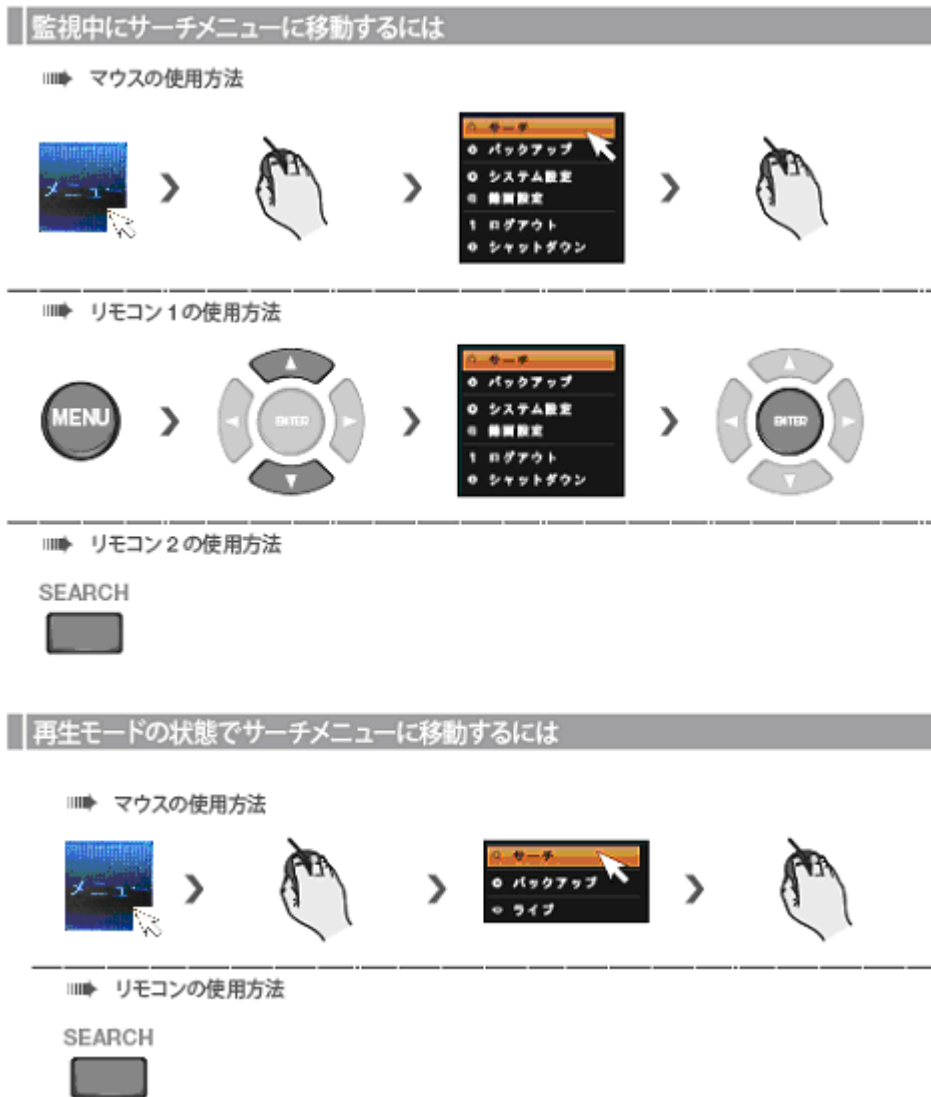 監視中にサーチメニューに移動するには
マウスの使用方法
メニュー
サーチ
バックアップ
システム設定
録画設定
ログアウト
シャットダウン
リモコン 1 の使用方法
MENU
ENTER
サーチ
バックアップ
システム設定
録画設定
ログアウト
シャットダウン
ENTER
リモコン 2 の使用方法
SEARCH
再生モードの状態でサーチメニューに移動するには
マウスの使用方法
メニュー
サーチ
バックアップ
ライブ
リモコンの使用方法
SEARCH